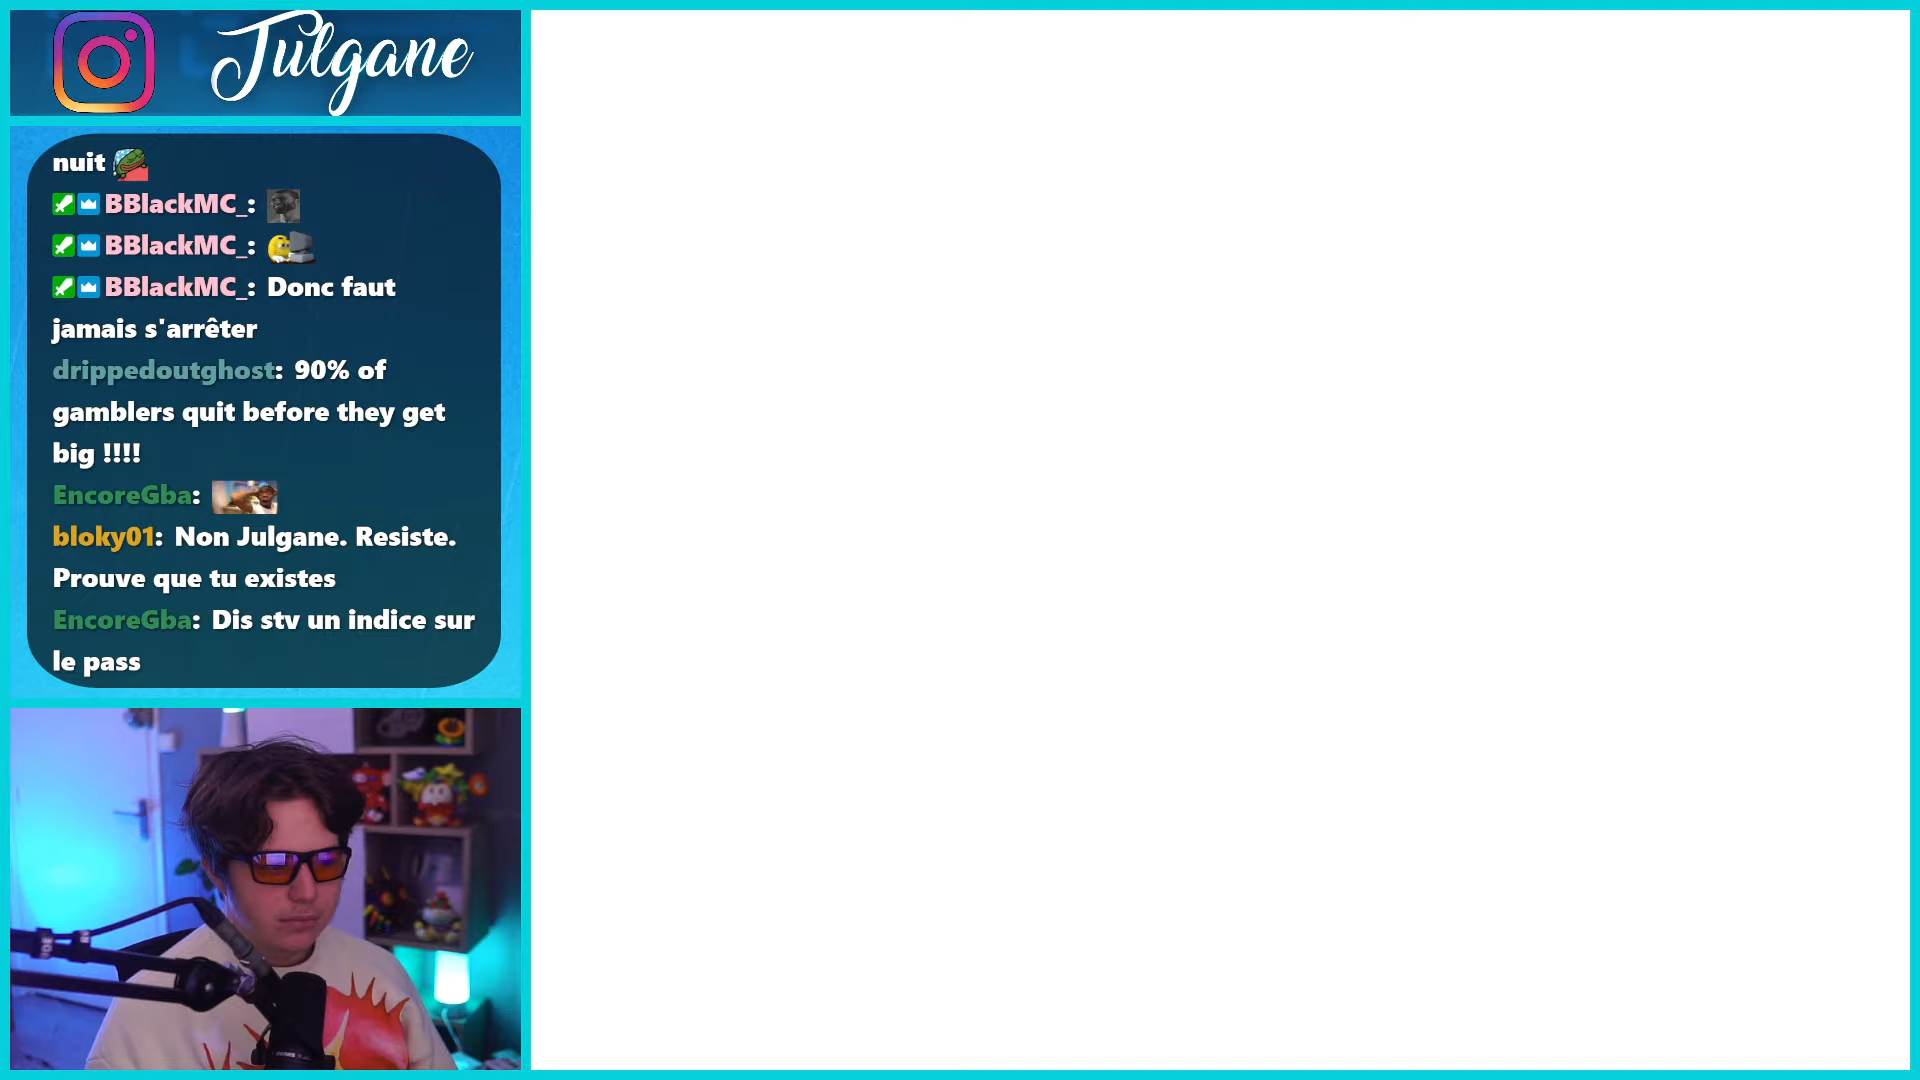 Julgane
nuit
BBlackMC_:
BBlackMC_:
BBlackMC_: Donc faut
jamais s'arrêter
drippedoutghost: 90% of
gamblers quit before they get
big !!!!
EncoreGba:
bloky01: Non Julgane. Resiste.
Prouve que tu existes
EncoreGba: Dis stv un indice sur
le pass